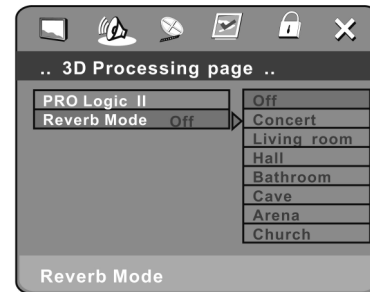 .. 3D Processing page ..
PRO Logic II
Reverb Mode Off
Off
Concert
Living room
Hall
Bathroom
Cave
Arena
Church
Reverb Mode